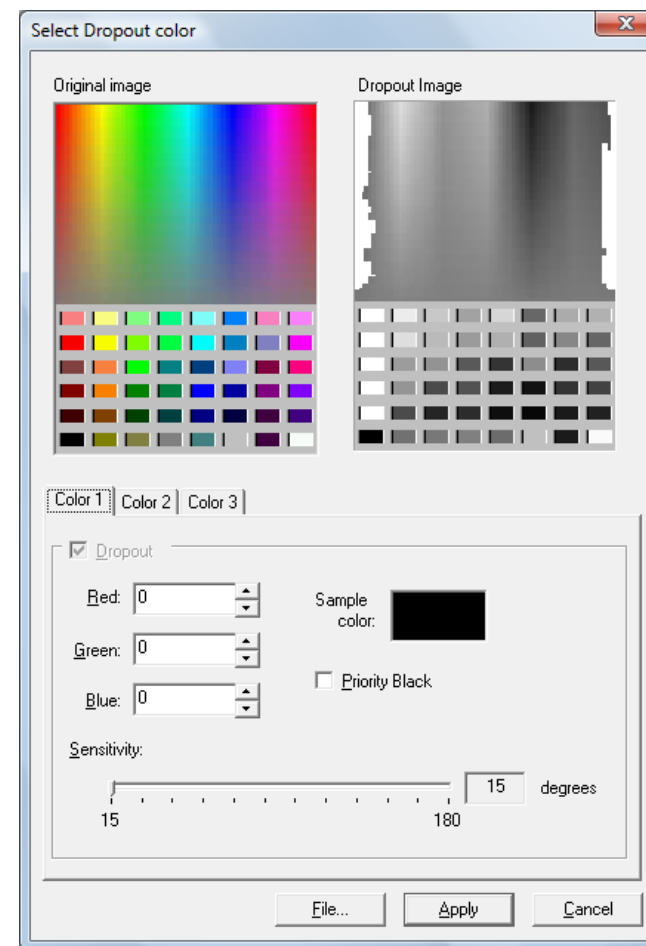 Select Dropout color
Original image
Dropout Image
Color 1 Color 2 Color 3
Dropout
Red: 0
Sample color:
Green: 0
Priority Black
Blue: 0
Sensitivity:
15 degrees
15 180
File... Apply Cancel